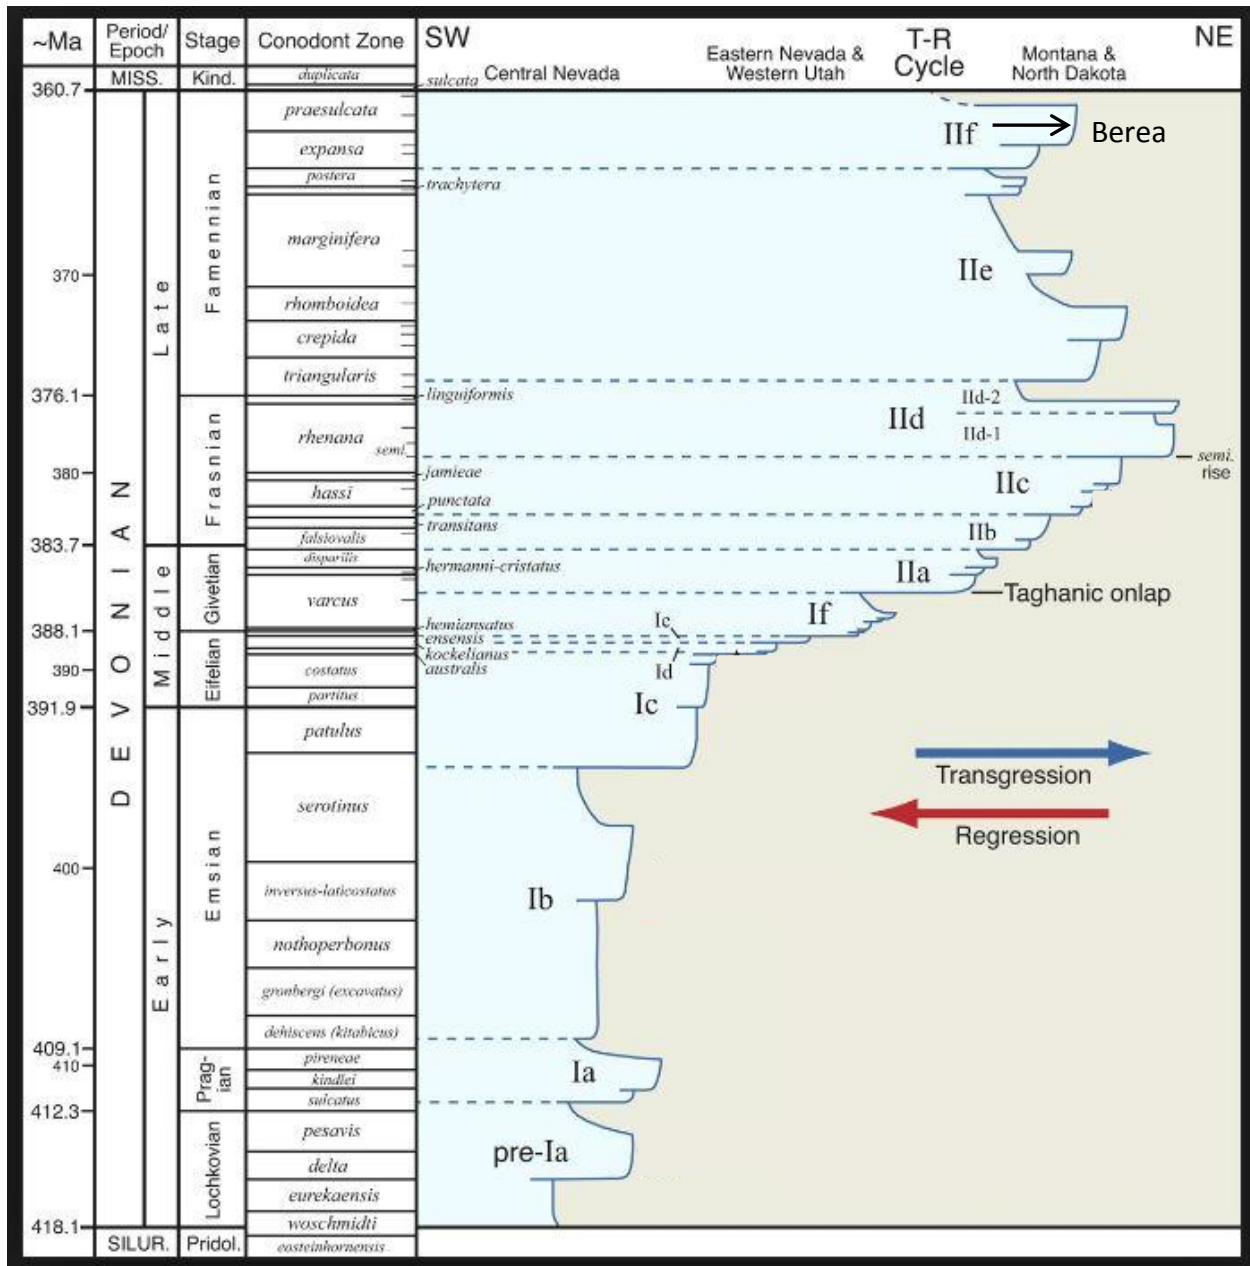 ~Ma
Period/
Epoch
Stage
Conodont Zone
SW
Central Nevada
Eastern Nevada &
Western Utah
T-R
Cycle
Montana &
North Dakota
NE
MISS.
Kind.
duplicata
sulcata
360.7
praesulcata
IIf
Berea
expansa
postera
trachytera
marginifera
370
IIe
rhomboidea
crepida
triangularis
376.1
linguiformis
IId-2
IId
rhenana
IId-1
semi.
semi.
rise
380
jamieae
IIc
hassi
punctata
transitans
IIb
falsiovalis
383.7
disparilis
hermanni-cristatus
IIa
varcus
Taghanic onlap
If
Ie
hemiansatus
388.1
ensensis
kockelianus
390
costatus
australis
Id
partitus
391.9
Ic
patulus
Transgression
serotinus
Regression
400
inversus-laticostatus
Ib
nothoperbonus
gronbergi (excavatus)
dehiscens (kitabicus)
409.1
pireneae
410
Ia
kindlei
sulcatus
412.3
pesavis
pre-Ia
delta
eurekaensis
woschmidti
418.1
SILUR.
Pridol.
eosteinhornensis
DEVONIAN
Late
Middle
Early
Famennian
Frasnian
Givetian
Eifelian
Emsian
Prag-
ian
Lochkovian